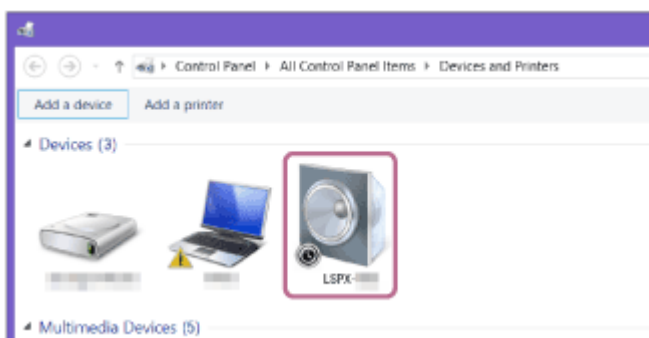 Control Panel ▸ All Control Panel Items ▸ Devices and Printers
Add a device Add a printer
Devices (3)
LSPX-
Multimedia Devices (5)